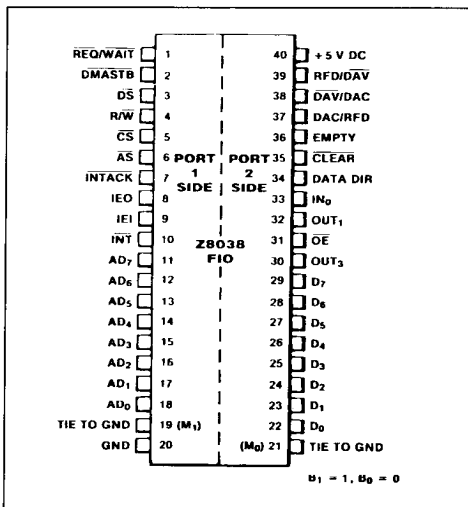 REQ/WAIT 1 40 + 5 V DC
DMASTB 2 39 RFD/DAV
DS 3 38 DAV/DAC
R/W 4 37 DAC/RFD
CS 5 36 EMPTY
AS 6 PORT PORT 35 CLEAR
INTACK 7 1 2 34 DATA DIR
IEO 8 SIDE SIDE 33 IN₀
IEI 9 32 OUT₁
INT 10 Z8038 31 OE
AD₇ 11 FIO 30 OUT₃
AD₆ 12 29 D₇
AD₅ 13 28 D₆
AD₄ 14 27 D₅
AD₃ 15 26 D₄
AD₂ 16 25 D₃
AD₁ 17 24 D₂
AD₀ 18 23 D₁
TIE TO GND 19 (M₁) 22 D₀
GND 20 (M₀) 21 TIE TO GND
B₁ = 1, B₀ = 0